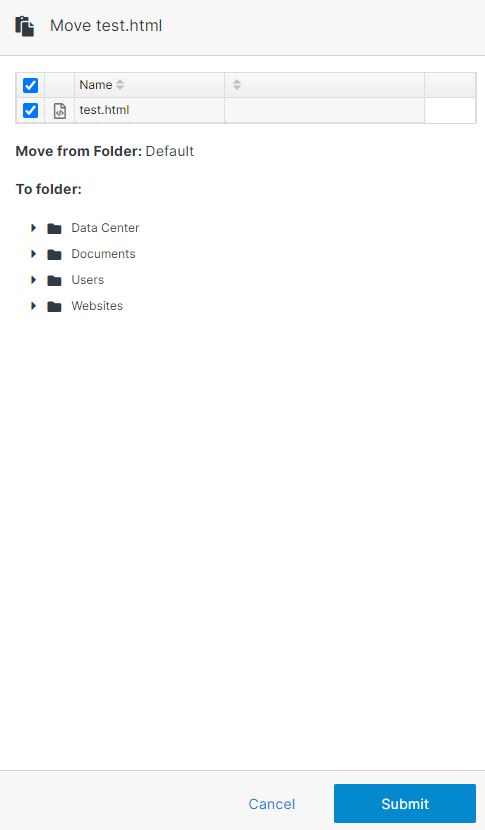 Move test.html
Name
test.html
Move from Folder: Default
To folder:
Data Center
Documents
Users
Websites
Cancel Submit